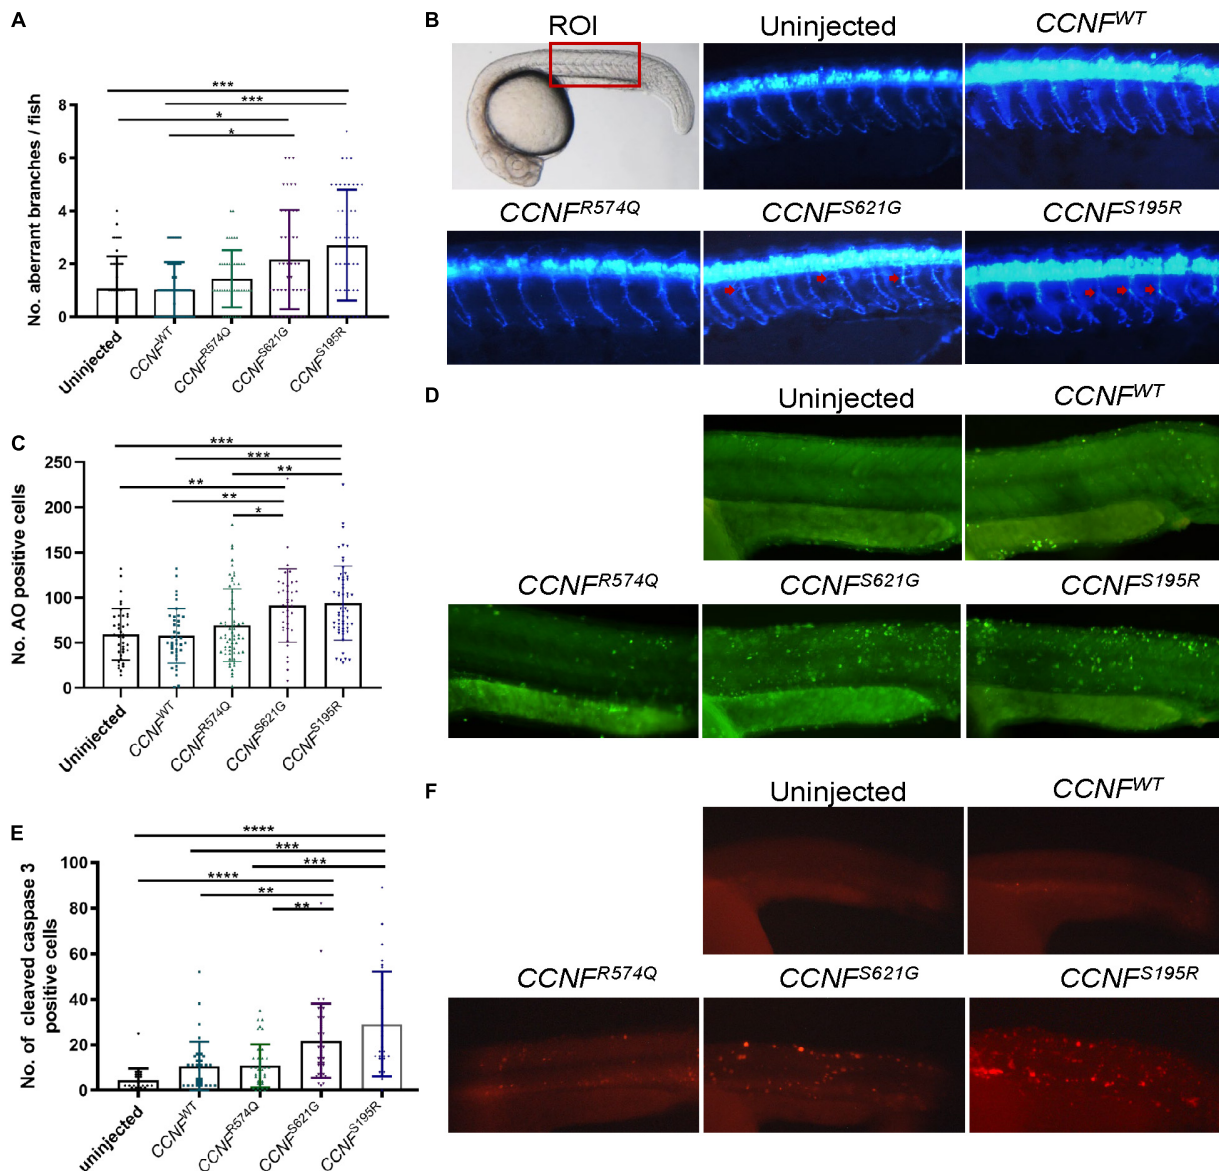 A
No. aberrant branches / fish
8
6
4
2
0
***
***
*
*
Uninjected
CCNF^WT
CCNF^R574Q
CCNF^S621G
CCNF^S195R
B
ROI
Uninjected
CCNF^WT
CCNF^R574Q
CCNF^S621G
CCNF^S195R
C
No. AO positive cells
250
200
150
100
50
0
***
***
**
**
**
*
Uninjected
CCNF^WT
CCNF^R574Q
CCNF^S621G
CCNF^S195R
D
Uninjected
CCNF^WT
CCNF^R574Q
CCNF^S621G
CCNF^S195R
E
No. of cleaved caspase 3
positive cells
100
80
60
40
20
0
****
***
***
****
**
**
uninjected
CCNF^WT
CCNF^R574Q
CCNF^S621G
CCNF^S195R
F
Uninjected
CCNF^WT
CCNF^R574Q
CCNF^S621G
CCNF^S195R